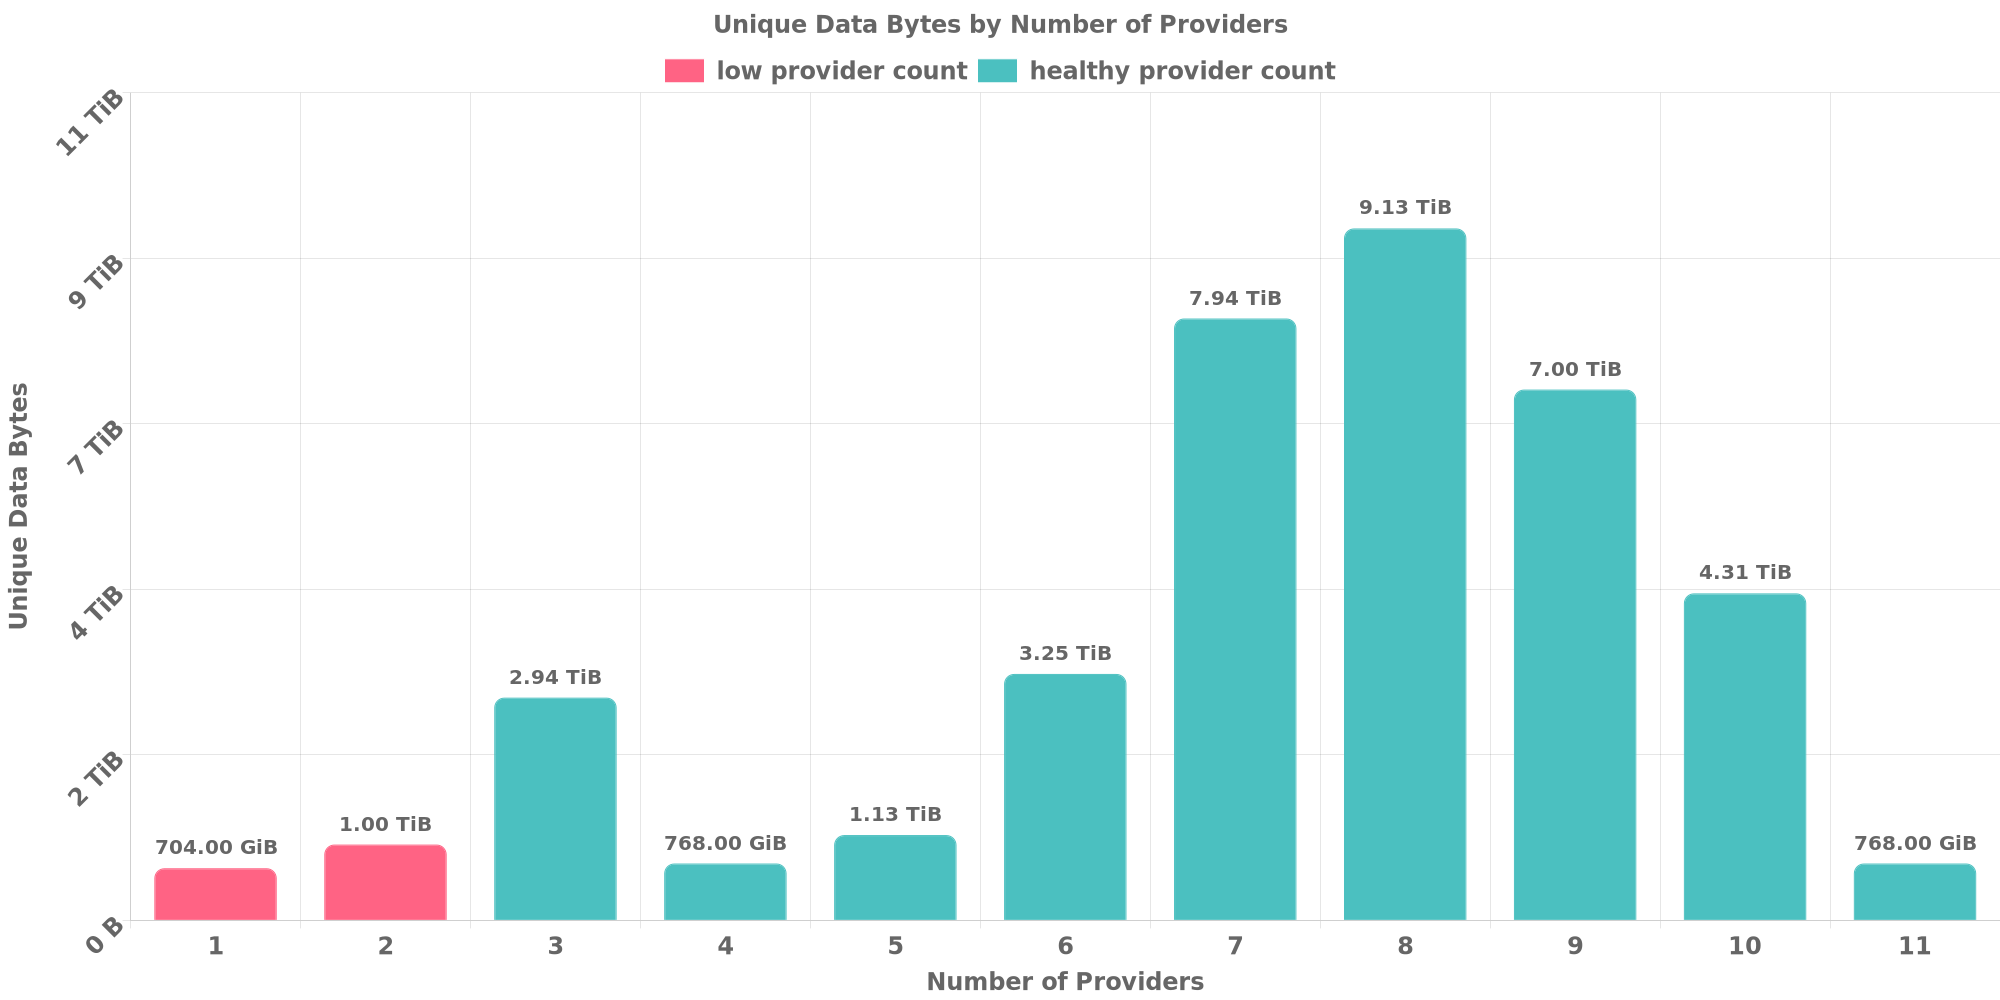 Unique Data Bytes by Number of Providers
low provider count healthy provider count
11 TiB
9 TiB
7 TiB
4 TiB
2 TiB
0 B
Unique Data Bytes
704.00 GiB
1.00 TiB
2.94 TiB
768.00 GiB
1.13 TiB
3.25 TiB
7.94 TiB
9.13 TiB
7.00 TiB
4.31 TiB
768.00 GiB
1 2 3 4 5 6 7 8 9 10 11
Number of Providers